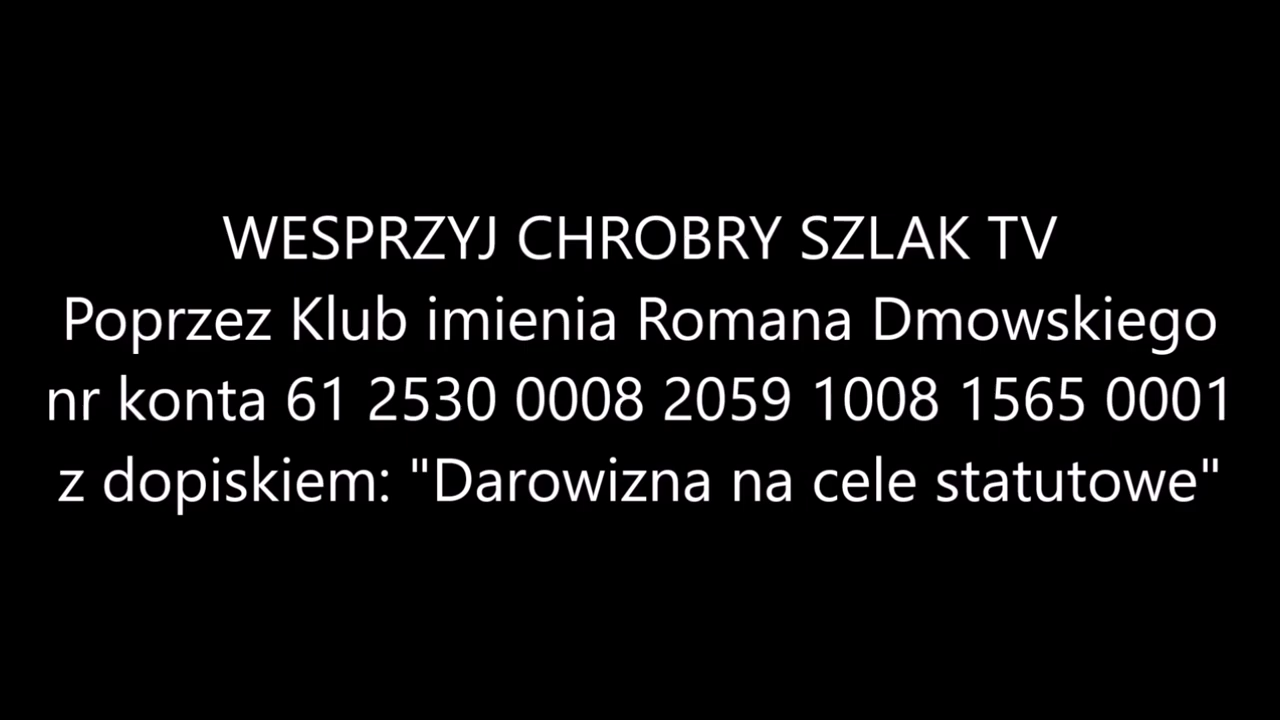 WESPRZYJ CHROBRY SZLAK TV
Poprzez Klub imienia Romana Dmowskiego
nr konta 61 2530 0008 2059 1008 1565 0001
z dopiskiem: "Darowizna na cele statutowe"